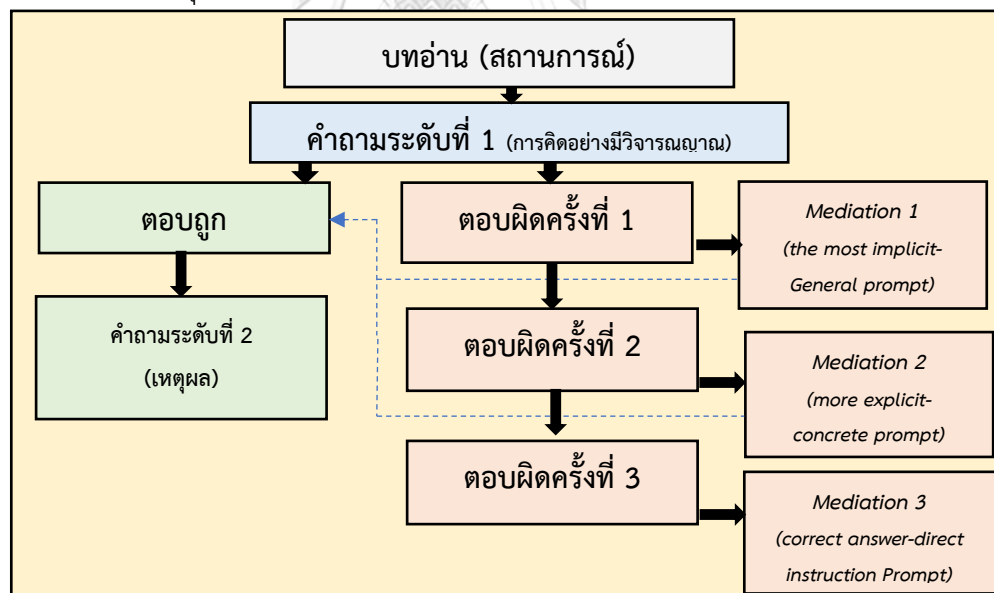 บทอ่าน (สถานการณ์)
คำถามระดับที่ 1 (การคิดอย่างมีวิจารณญาณ)
ตอบถูก
คำถามระดับที่ 2
(เหตุผล)
ตอบผิดครั้งที่ 1
Mediation 1
(the most implicit-
General prompt)
ตอบผิดครั้งที่ 2
Mediation 2
(more explicit-
concrete prompt)
ตอบผิดครั้งที่ 3
Mediation 3
(correct answer-direct
instruction Prompt)